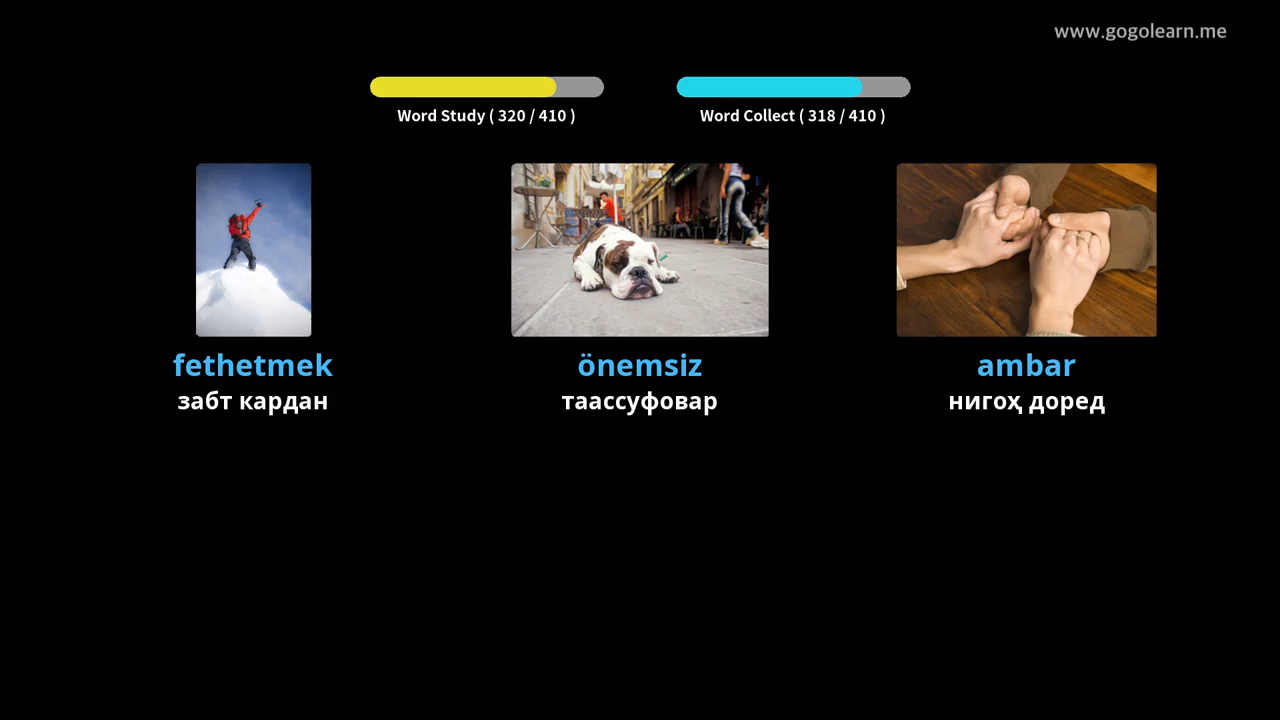 www.gogolearn.me
Word Study ( 320 / 410 )
Word Collect ( 318 / 410 )
fethetmek
забт кардан
önemsiz
таассуфовар
ambar
нигоҳ доред